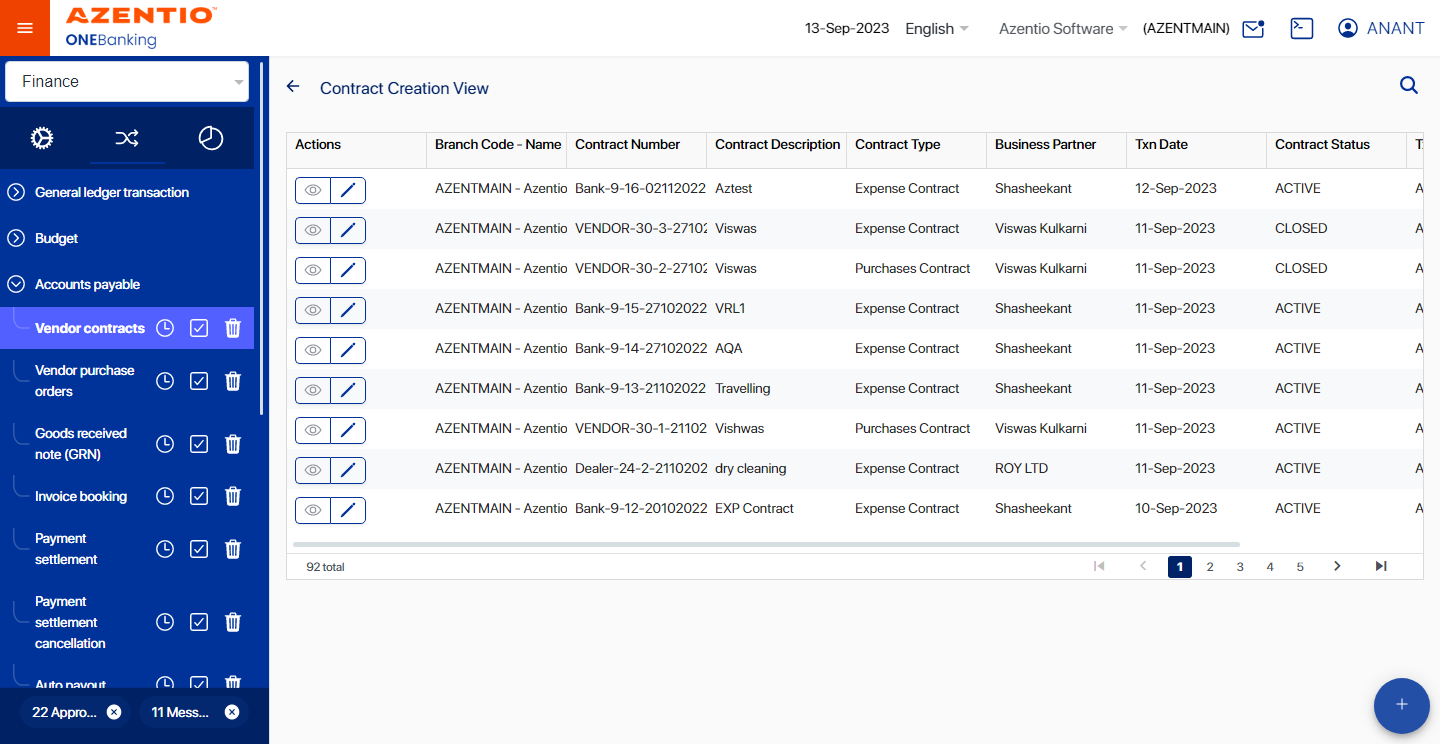 AZENTIO™
ONEBanking
13-Sep-2023 English Azentio Software (AZENTMAIN) ANANT
Finance
General ledger transaction
Budget
Accounts payable
Vendor contracts
Vendor purchase
orders
Goods received
note (GRN)
Invoice booking
Payment
settlement
Payment
settlement
cancellation
Auto payout
22 Appro... 11 Mess...
Contract Creation View
Actions Branch Code - Name Contract Number Contract Description Contract Type Business Partner Txn Date Contract Status T
AZENTMAIN - Azentio Bank-9-16-02112022 Aztest Expense Contract Shasheekant 12-Sep-2023 ACTIVE A
AZENTMAIN - Azentio VENDOR-30-3-27102 Viswas Expense Contract Viswas Kulkarni 11-Sep-2023 CLOSED A
AZENTMAIN - Azentio VENDOR-30-2-27102 Viswas Purchases Contract Viswas Kulkarni 11-Sep-2023 CLOSED A
AZENTMAIN - Azentio Bank-9-15-27102022 VRL1 Expense Contract Shasheekant 11-Sep-2023 ACTIVE A
AZENTMAIN - Azentio Bank-9-14-27102022 AQA Expense Contract Shasheekant 11-Sep-2023 ACTIVE A
AZENTMAIN - Azentio Bank-9-13-21102022 Travelling Expense Contract Shasheekant 11-Sep-2023 ACTIVE A
AZENTMAIN - Azentio VENDOR-30-1-21102 Vishwas Purchases Contract Viswas Kulkarni 11-Sep-2023 ACTIVE A
AZENTMAIN - Azentio Dealer-24-2-2110202 dry cleaning Expense Contract ROY LTD 11-Sep-2023 ACTIVE A
AZENTMAIN - Azentio Bank-9-12-20102022 EXP Contract Expense Contract Shasheekant 10-Sep-2023 ACTIVE A
92 total 1 2 3 4 5